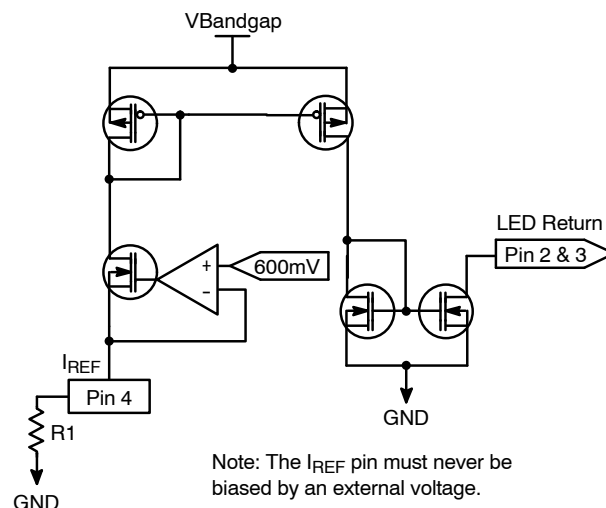 VBandgap
LED Return
Pin 2 & 3
600mV
+
−
IREF
Pin 4
R1
GND
GND
Note: The IREF pin must never be
biased by an external voltage.